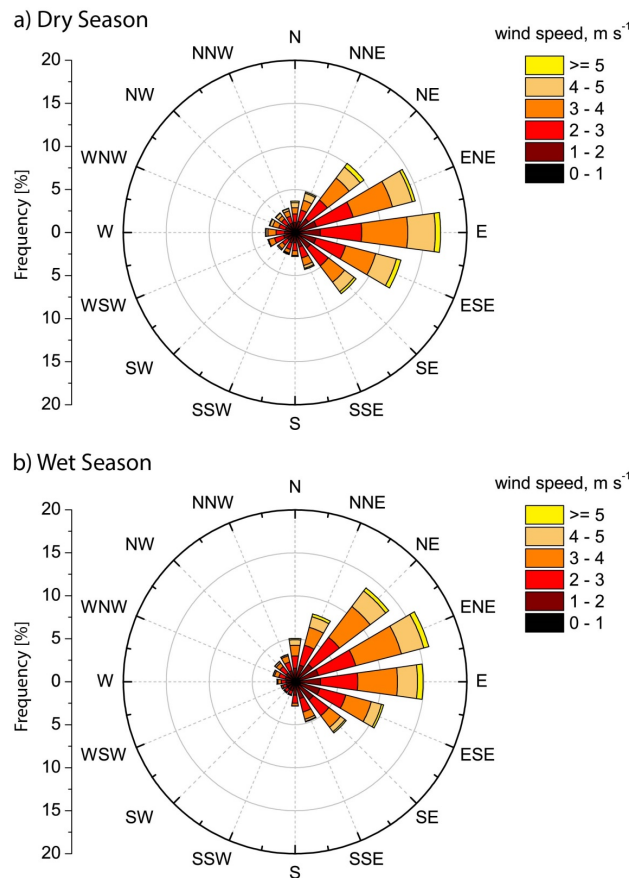 a) Dry Season
wind speed, m s⁻¹
>= 5
4 - 5
3 - 4
2 - 3
1 - 2
0 - 1
Frequency [%]
20
15
10
5
0
5
10
15
20
N
NNE
NE
ENE
E
ESE
SE
SSE
S
SSW
SW
WSW
W
WNW
NW
NNW
b) Wet Season
wind speed, m s⁻¹
>= 5
4 - 5
3 - 4
2 - 3
1 - 2
0 - 1
Frequency [%]
20
15
10
5
0
5
10
15
20
N
NNE
NE
ENE
E
ESE
SE
SSE
S
SSW
SW
WSW
W
WNW
NW
NNW